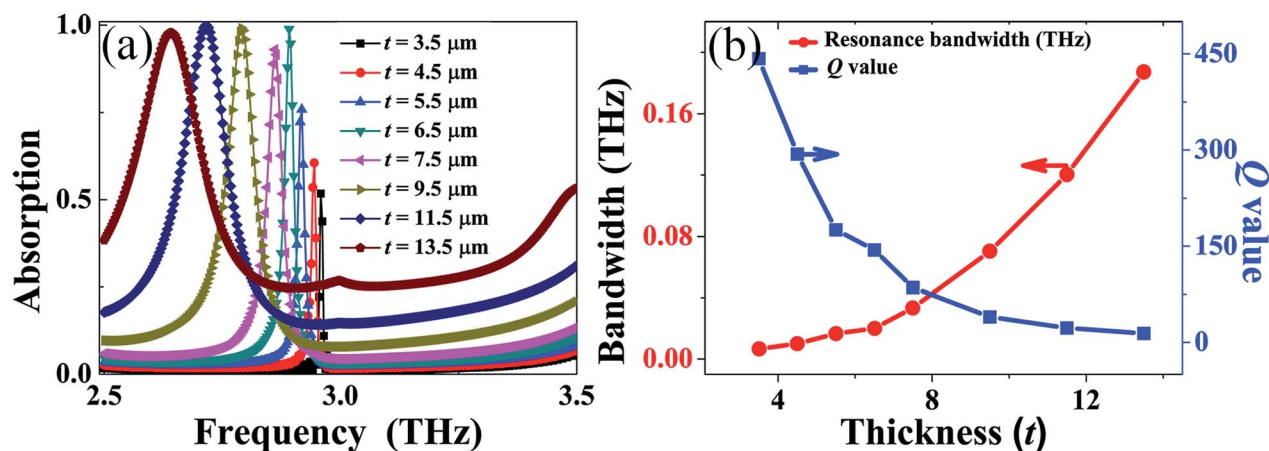 (a)
1.0
0.5
0.0
Absorption
2.5
3.0
3.5
Frequency (THz)
t = 3.5 μm
t = 4.5 μm
t = 5.5 μm
t = 6.5 μm
t = 7.5 μm
t = 9.5 μm
t = 11.5 μm
t = 13.5 μm
(b)
Resonance bandwidth (THz)
Q value
0.16
0.08
0.00
Bandwidth (THz)
4
8
12
Thickness (t)
450
300
150
0
Q value